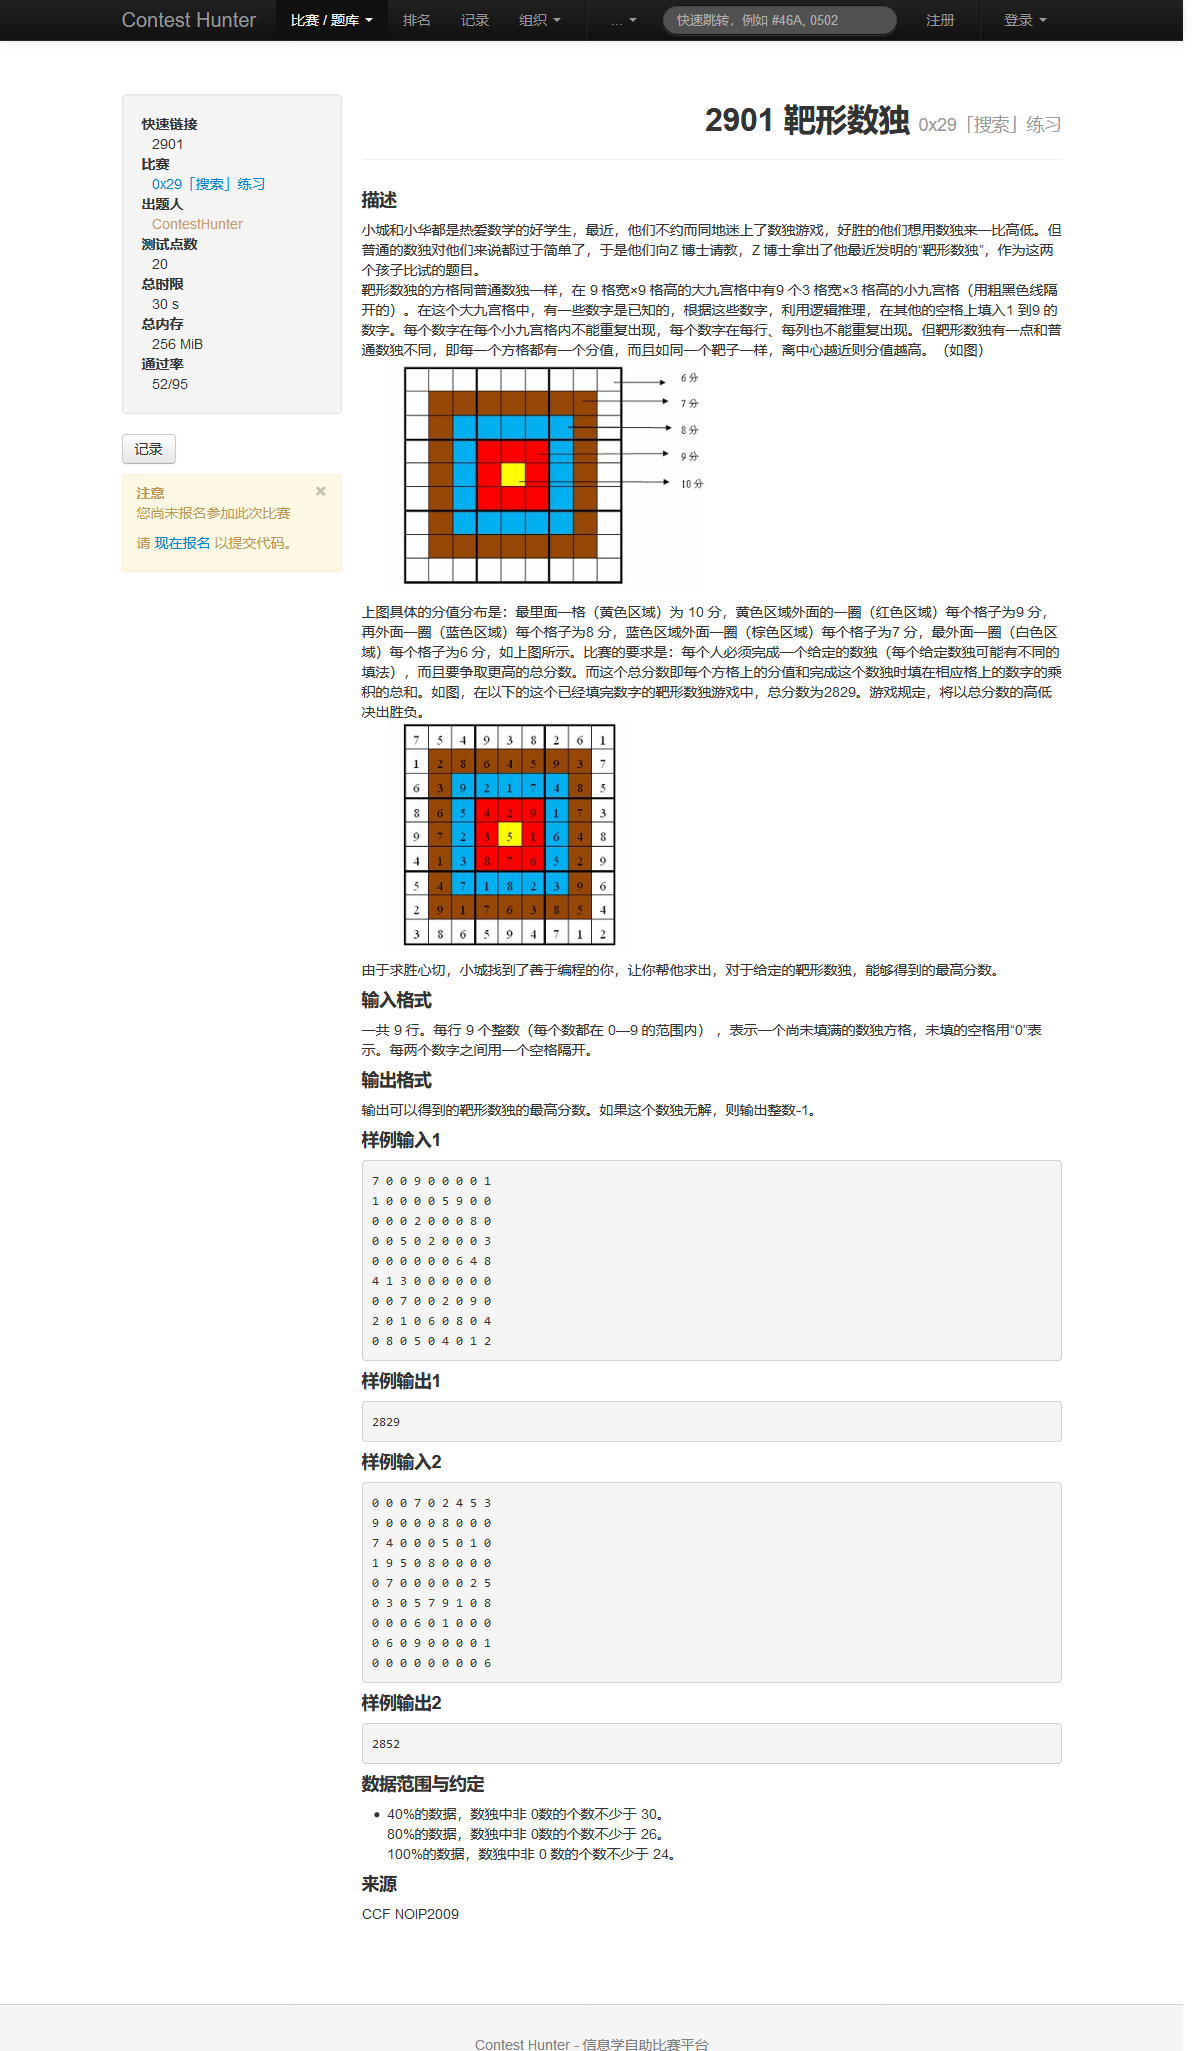 Contest Hunter 比赛 / 题库 排名 记录 组织 ... 快速跳转，例如 #46A, 0502 注册 登录
快速链接
2901
比赛
0x29「搜索」练习
出题人
ContestHunter
测试点数
20
总时限
30 s
总内存
256 MiB
通过率
52/95
记录
注意 ×
您尚未报名参加此次比赛
请 现在报名 以提交代码。
2901 靶形数独 0x29「搜索」练习
描述
小城和小华都是热爱数学的好学生，最近，他们不约而同地迷上了数独游戏，好胜的他们想用数独来一比高低。但
普通的数独对他们来说都过于简单了，于是他们向Z 博士请教，Z 博士拿出了他最近发明的“靶形数独”，作为这两
个孩子比试的题目。
靶形数独的方格同普通数独一样，在 9 格宽×9 格高的大九宫格中有9 个3 格宽×3 格高的小九宫格（用粗黑色线隔
开的）。在这个大九宫格中，有一些数字是已知的，根据这些数字，利用逻辑推理，在其他的空格上填入1 到9 的
数字。每个数字在每个小九宫格内不能重复出现，每个数字在每行、每列也不能重复出现。但靶形数独有一点和普
通数独不同，即每一个方格都有一个分值，而且如同一个靶子一样，离中心越近则分值越高。（如图）
6 分
7 分
8 分
9 分
10 分
上图具体的分值分布是：最里面一格（黄色区域）为 10 分，黄色区域外面的一圈（红色区域）每个格子为9 分，
再外面一圈（蓝色区域）每个格子为8 分，蓝色区域外面一圈（棕色区域）每个格子为7 分，最外面一圈（白色区
域）每个格子为6 分，如上图所示。比赛的要求是：每个人必须完成一个给定的数独（每个给定数独可能有不同的
填法），而且要争取更高的总分数。而这个总分数即每个方格上的分值和完成这个数独时填在相应格上的数字的乘
积的总和。如图，在以下的这个已经填完数字的靶形数独游戏中，总分数为2829。游戏规定，将以总分数的高低
决出胜负。
7 5 4 9 3 8 2 6 1
1 2 8 6 4 5 9 3 7
6 3 9 2 1 7 4 8 5
8 6 5 4 2 9 1 7 3
9 7 2 3 5 1 6 4 8
4 1 3 8 7 6 5 2 9
5 4 7 1 8 2 3 9 6
2 9 1 7 6 3 8 5 4
3 8 6 5 9 4 7 1 2
由于求胜心切，小城找到了善于编程的你，让你帮他求出，对于给定的靶形数独，能够得到的最高分数。
输入格式
一共 9 行。每行 9 个整数（每个数都在 0—9 的范围内） ，表示一个尚未填满的数独方格，未填的空格用“0”表
示。每两个数字之间用一个空格隔开。
输出格式
输出可以得到的靶形数独的最高分数。如果这个数独无解，则输出整数-1。
样例输入1
7 0 0 9 0 0 0 0 1
1 0 0 0 0 5 9 0 0
0 0 0 2 0 0 0 8 0
0 0 5 0 2 0 0 0 3
0 0 0 0 0 0 6 4 8
4 1 3 0 0 0 0 0 0
0 0 7 0 0 2 0 9 0
2 0 1 0 6 0 8 0 4
0 8 0 5 0 4 0 1 2
样例输出1
2829
样例输入2
0 0 0 7 0 2 4 5 3
9 0 0 0 0 8 0 0 0
7 4 0 0 0 5 0 1 0
1 9 5 0 8 0 0 0 0
0 7 0 0 0 0 0 2 5
0 3 0 5 7 9 1 0 8
0 0 0 6 0 1 0 0 0
0 6 0 9 0 0 0 0 1
0 0 0 0 0 0 0 0 6
样例输出2
2852
数据范围与约定
40%的数据，数独中非 0数的个数不少于 30。
80%的数据，数独中非 0数的个数不少于 26。
100%的数据，数独中非 0 数的个数不少于 24。
来源
CCF NOIP2009
Contest Hunter - 信息学自助比赛平台